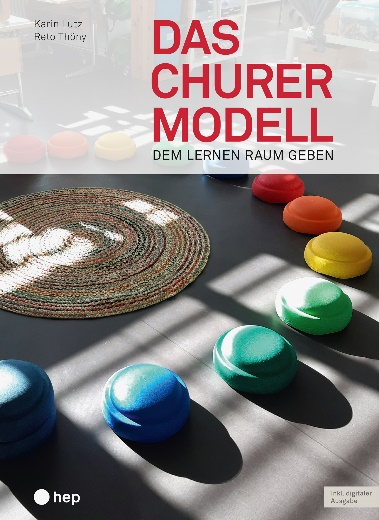 Karin Lutz
Reto Thöny
DAS
CHURER
MODELL
DEM LERNEN RAUM GEBEN
hep
Inkl. digitaler
Ausgabe